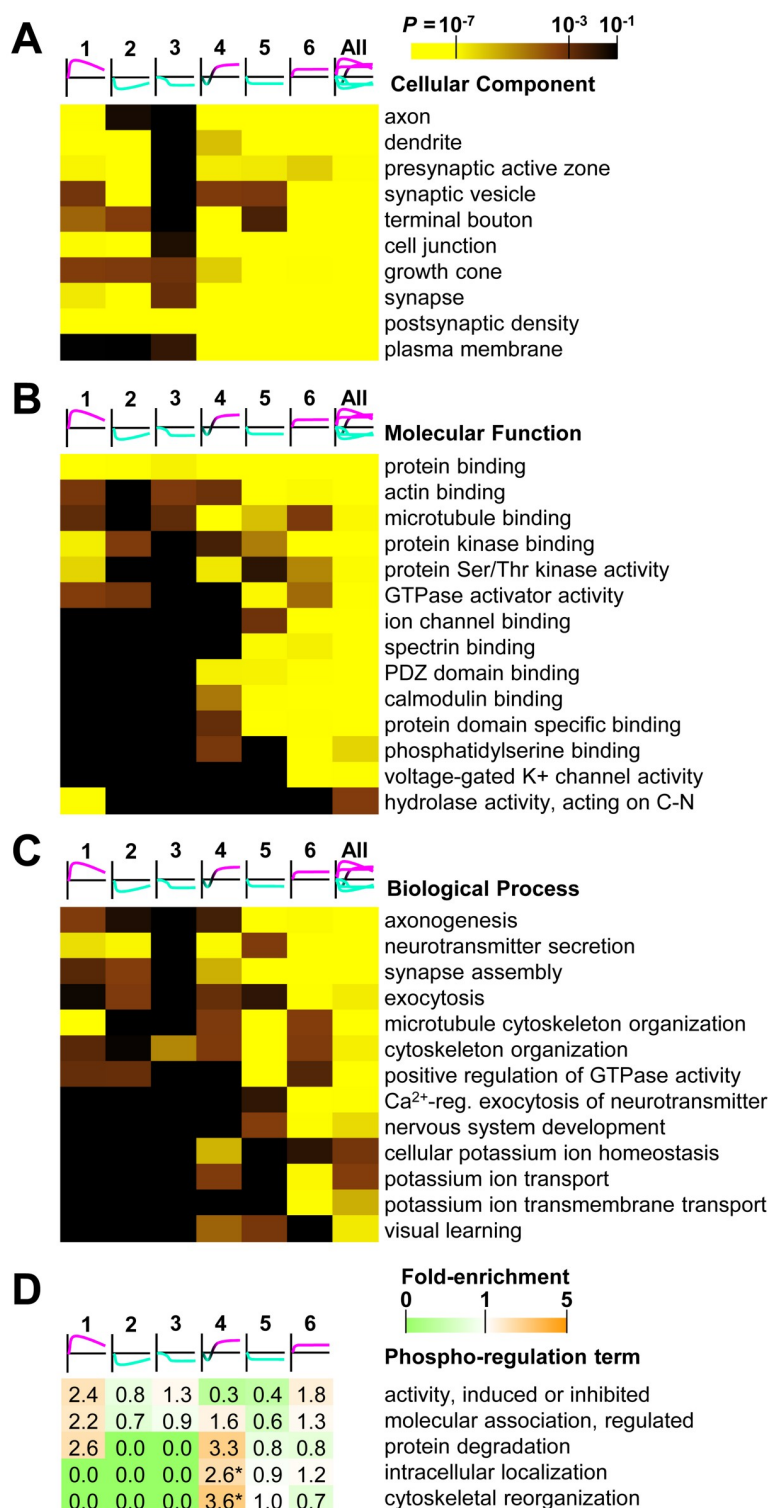 A
1 2 3 4 5 6 All
P = 10-7 10-3 10-1
Cellular Component
axon
dendrite
presynaptic active zone
synaptic vesicle
terminal bouton
cell junction
growth cone
synapse
postsynaptic density
plasma membrane
B
1 2 3 4 5 6 All
Molecular Function
protein binding
actin binding
microtubule binding
protein kinase binding
protein Ser/Thr kinase activity
GTPase activator activity
ion channel binding
spectrin binding
PDZ domain binding
calmodulin binding
protein domain specific binding
phosphatidylserine binding
voltage-gated K+ channel activity
hydrolase activity, acting on C-N
C
1 2 3 4 5 6 All
Biological Process
axonogenesis
neurotransmitter secretion
synapse assembly
exocytosis
microtubule cytoskeleton organization
cytoskeleton organization
positive regulation of GTPase activity
Ca2+-reg. exocytosis of neurotransmitter
nervous system development
cellular potassium ion homeostasis
potassium ion transport
potassium ion transmembrane transport
visual learning
D
Fold-enrichment
0 1 5
1 2 3 4 5 6
Phospho-regulation term
2.4 0.8 1.3 0.3 0.4 1.8 activity, induced or inhibited
2.2 0.7 0.9 1.6 0.6 1.3 molecular association, regulated
2.6 0.0 0.0 3.3 0.8 0.8 protein degradation
0.0 0.0 0.0 2.6* 0.9 1.2 intracellular localization
0.0 0.0 0.0 3.6* 1.0 0.7 cytoskeletal reorganization